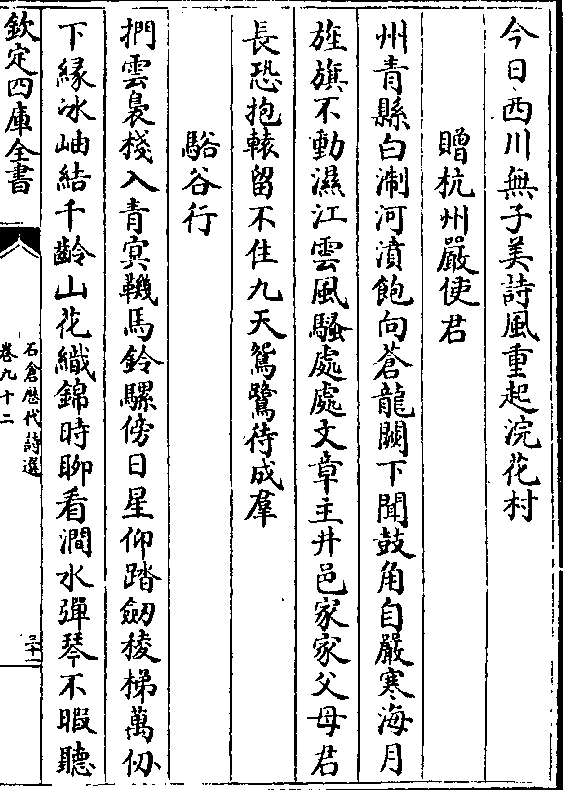 今日西川無子美詩風重起浣花村
贈杭州嚴使君
州青縣白淛河濆飽向蒼龍闕下聞鼓角自嚴寒海月
旌旗不動濕江雲風騷處處文章主井邑家家父母君
長恐抱轅留不住九天鴛鷺待成羣
駱谷行
捫雲裊棧入青冥鞿馬鈴騾傍日星仰踏劒稜梯萬仞
下緣冰岫結千齡山花織錦時聊看澗水彈琴不暇聽
欽定四庫全書
石倉歴代詩選
卷九十二
三十一